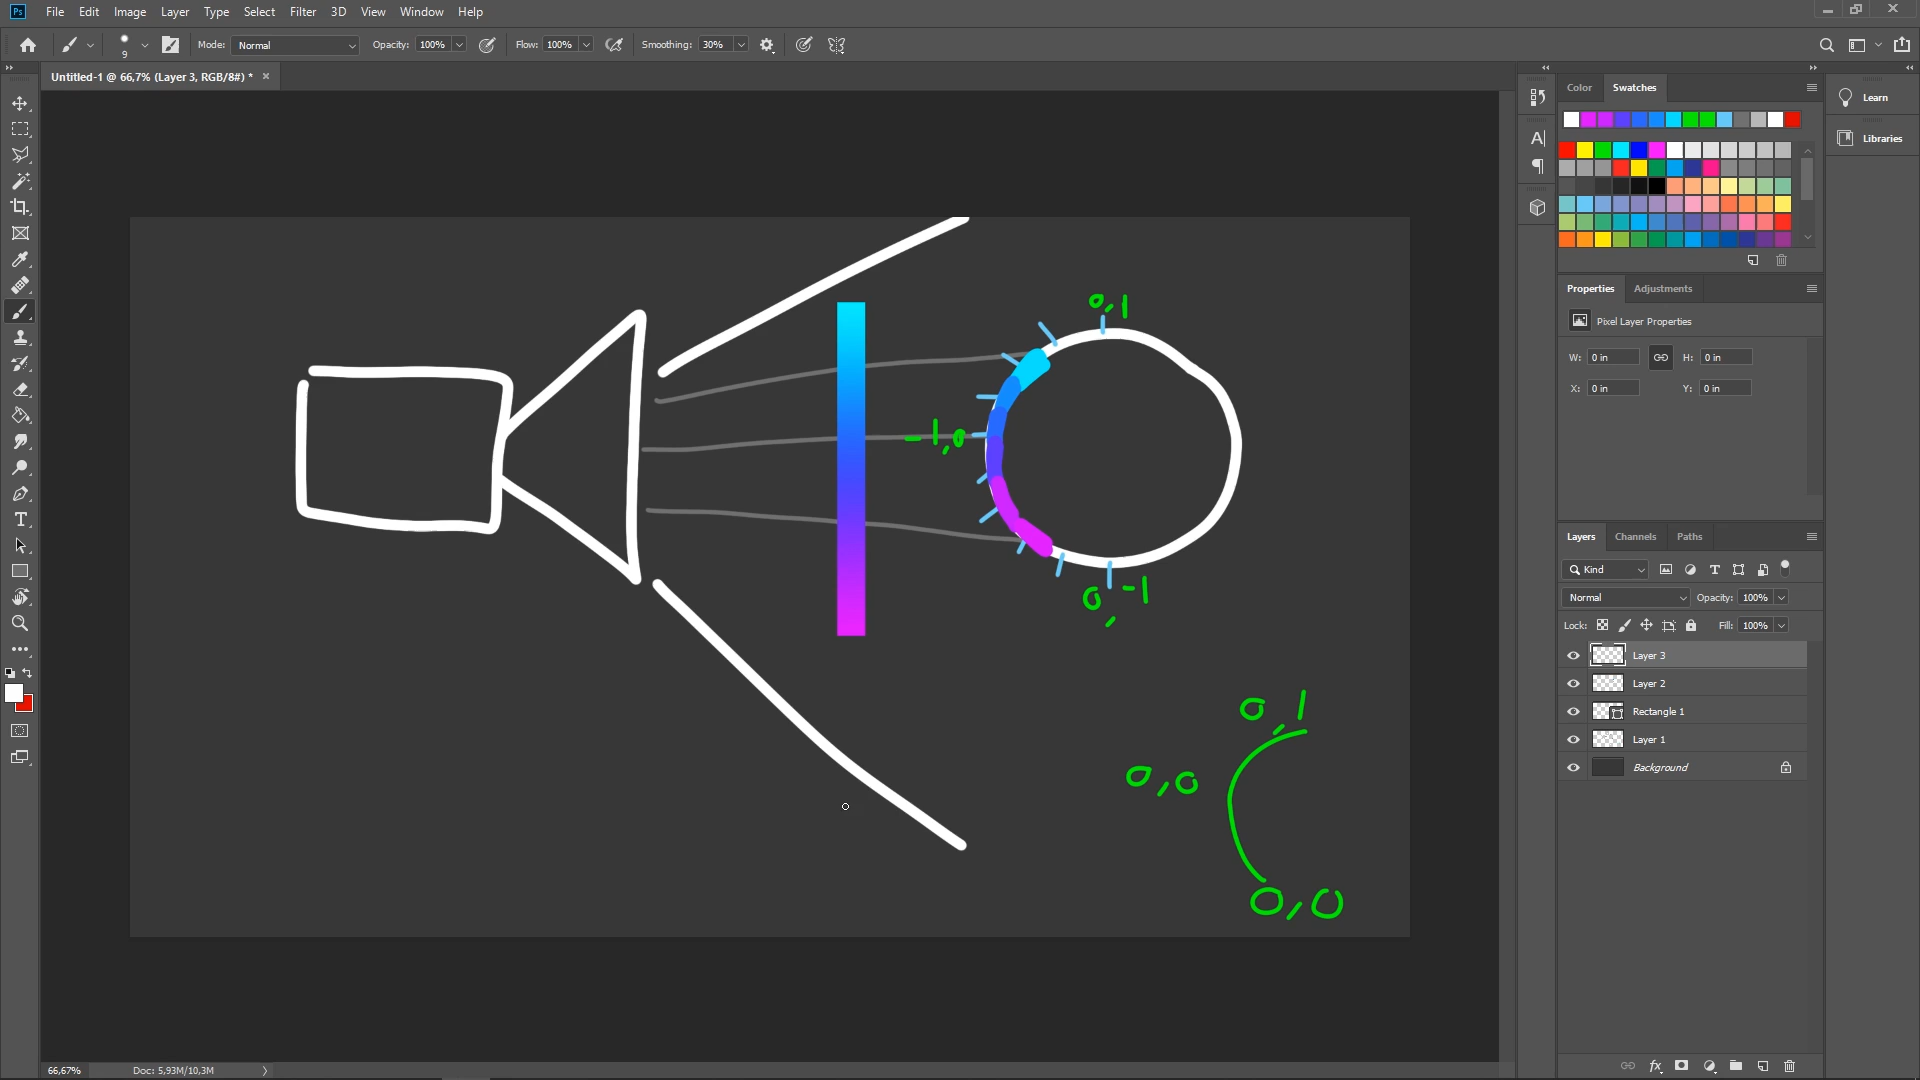 Ps File Edit Image Layer Type Select Filter 3D View Window Help
9 Mode: Normal Opacity: 100% Flow: 100% Smoothing: 30%
Untitled-1 @ 66,7% (Layer 3, RGB/8#) *
Color Swatches
Learn
Libraries
0,1
-1,0
0,-1
0,1
0,0
0,0
Properties Adjustments
Pixel Layer Properties
W: 0 in H: 0 in
X: 0 in Y: 0 in
Layers Channels Paths
Kind
Normal Opacity: 100%
Lock: Fill: 100%
Layer 3
Layer 2
Rectangle 1
Layer 1
Background
66,67% Doc: 5,93M/10,3M